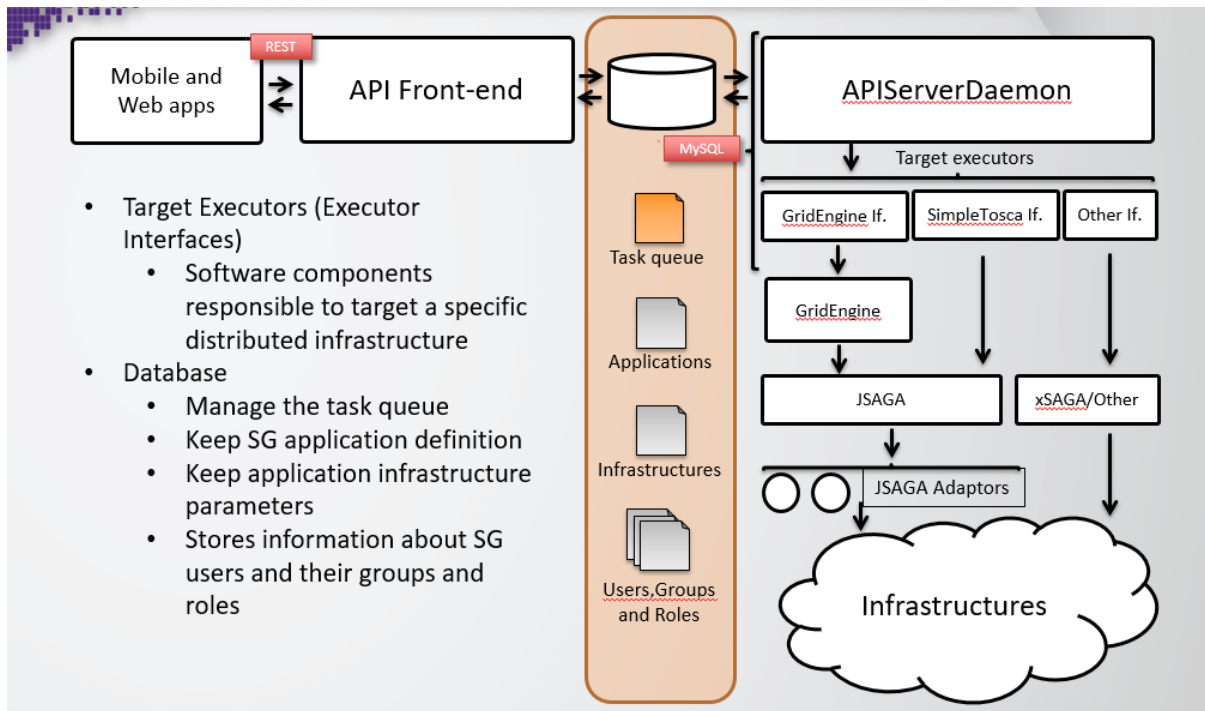 REST
Mobile and
Web apps
API Front-end
APIServerDaemon
MySQL
Target executors
GridEngine If.
SimpleTosca If.
Other If.
GridEngine
JSAGA
xSAGA/Other
JSAGA Adaptors
Infrastructures
Task queue
Applications
Infrastructures
Users,Groups
and Roles
• Target Executors (Executor
Interfaces)
• Software components
responsible to target a specific
distributed infrastructure
• Database
• Manage the task queue
• Keep SG application definition
• Keep application infrastructure
parameters
• Stores information about SG
users and their groups and
roles